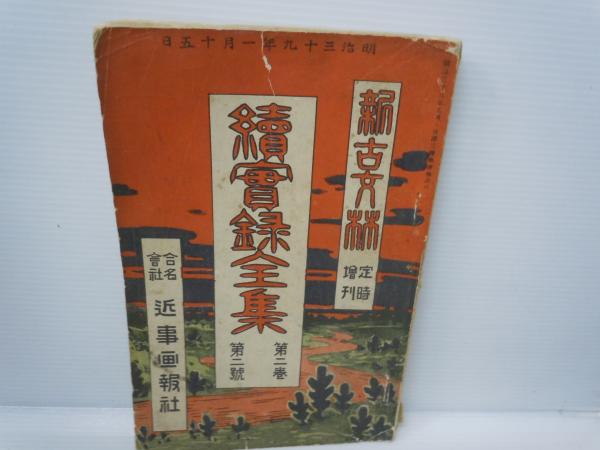 日五十月一年九十三治明
新古文林
定時
增刊
續實錄全集
第二卷
第二號
合名
會社
近事画報社